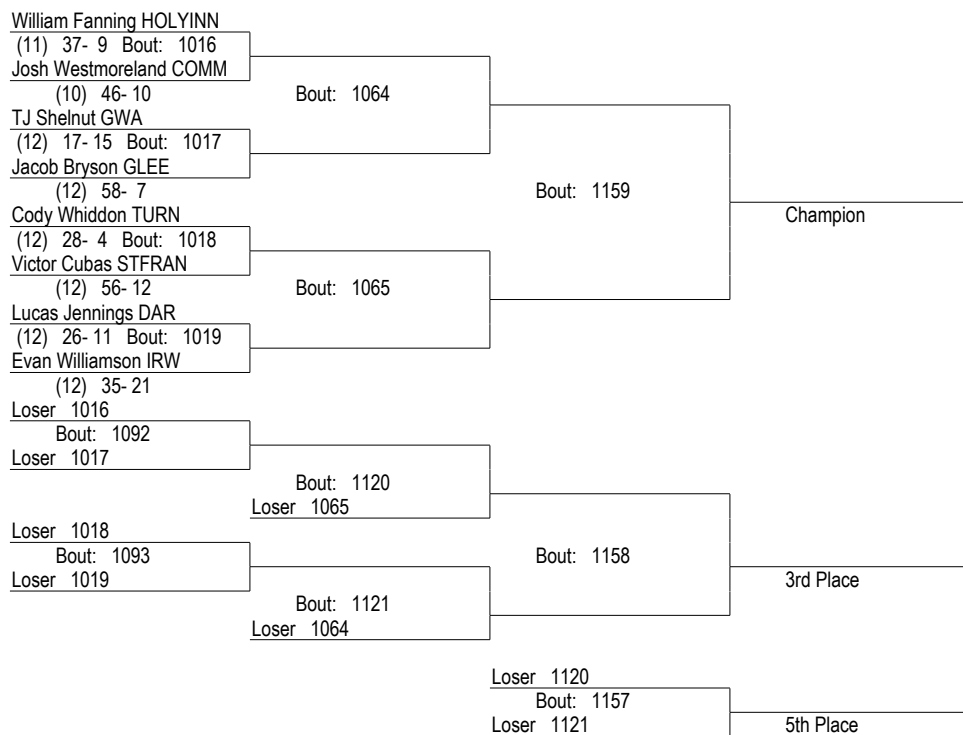 William Fanning HOLYINN
(11) 37- 9 Bout: 1016
Josh Westmoreland COMM
(10) 46- 10
Bout: 1064
TJ Shelnut GWA
(12) 17- 15 Bout: 1017
Jacob Bryson GLEE
(12) 58- 7
Bout: 1159
Cody Whiddon TURN
Champion
(12) 28- 4 Bout: 1018
Victor Cubas STFRAN
(12) 56- 12
Bout: 1065
Lucas Jennings DAR
(12) 26- 11 Bout: 1019
Evan Williamson IRW
(12) 35- 21
Loser 1016
Bout: 1092
Loser 1017
Bout: 1120
Loser 1065
Loser 1018
Bout: 1093
Bout: 1158
Loser 1019
3rd Place
Bout: 1121
Loser 1064
Loser 1120
Bout: 1157
Loser 1121
5th Place